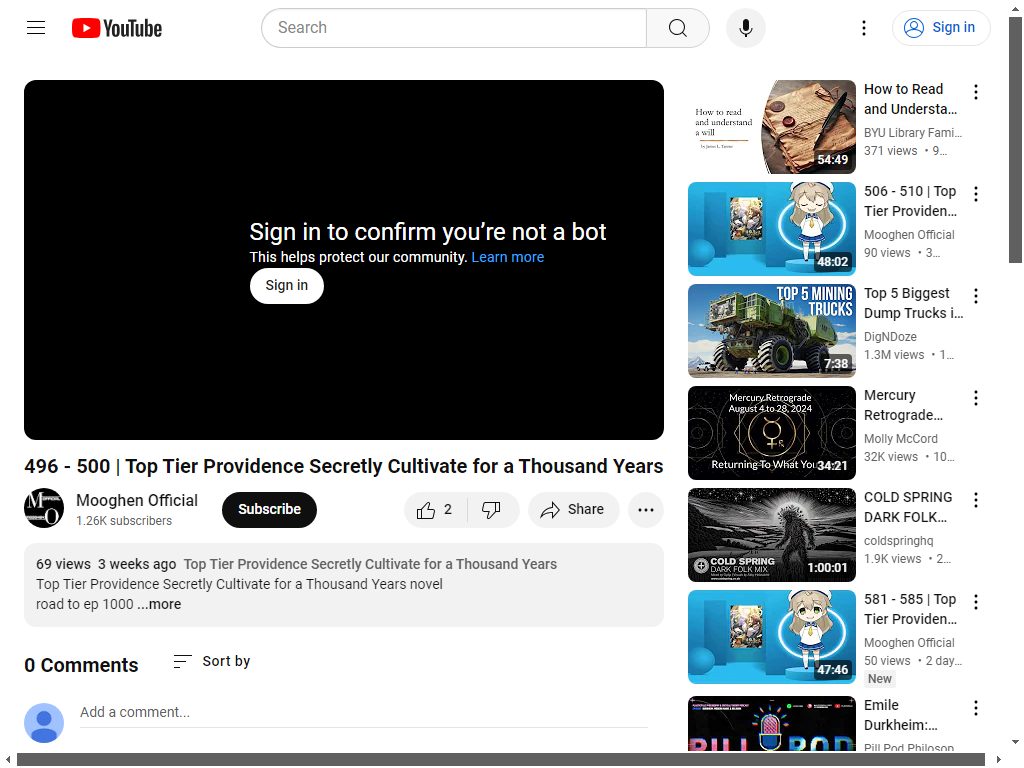 YouTube
Search
Sign in
Sign in to confirm you’re not a bot
This helps protect our community. Learn more
Sign in
496 - 500 | Top Tier Providence Secretly Cultivate for a Thousand Years
Mooghen Official
1.26K subscribers
Subscribe
2
Share
69 views 3 weeks ago Top Tier Providence Secretly Cultivate for a Thousand Years
Top Tier Providence Secretly Cultivate for a Thousand Years novel
road to ep 1000 ...more
0 Comments
Sort by
Add a comment...
How to read
and understand
a will
by James L. Tanner
54:49
How to Read
and Understa...
BYU Library Fami...
371 views • 9...
48:02
506 - 510 | Top
Tier Providen...
Mooghen Official
90 views • 3...
TOP 5 MINING
TRUCKS
7:38
Top 5 Biggest
Dump Trucks i...
DigNDoze
1.3M views • 1...
Mercury Retrograde
August 4 to 28, 2024
Returning To What You
34:21
Mercury
Retrograde...
Molly McCord
32K views • 10...
COLD SPRING
DARK FOLK MIX
1:00:01
COLD SPRING
DARK FOLK...
coldspringhq
1.9K views • 2...
47:46
581 - 585 | Top
Tier Providen...
Mooghen Official
50 views • 2 day...
New
PILL POD
Emile
Durkheim:...
Pill Pod Philosop...